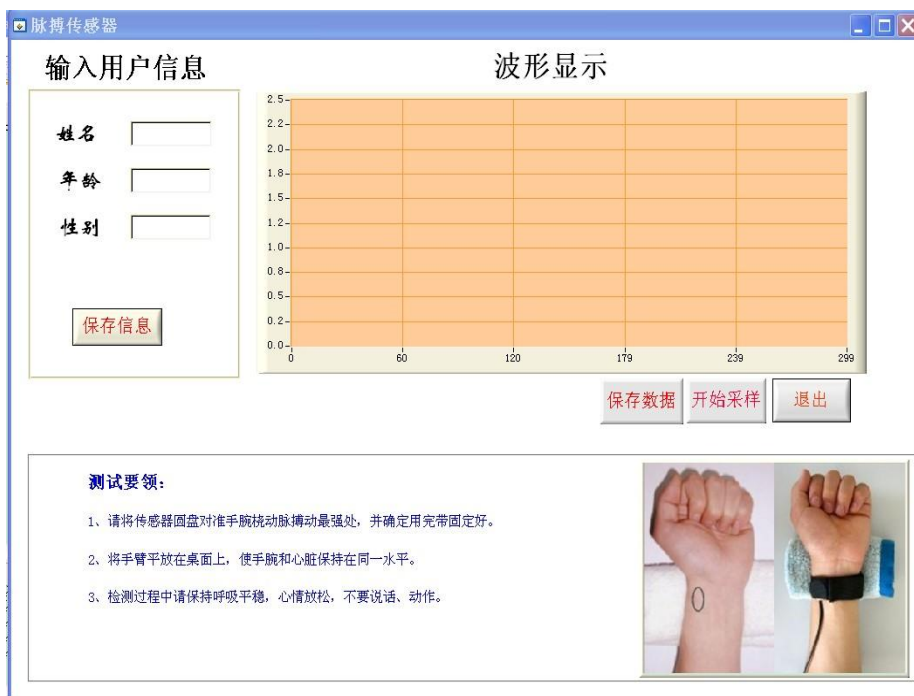 脉搏传感器
输入用户信息
波形显示
姓名
年龄
性别
保存信息
2.5
2.2
2.0
1.8
1.5
1.2
1.0
0.8
0.5
0.2
0.0
0 60 120 179 239 299
保存数据 开始采样 退出
测试要领：
1、请将传感器圆盘对准手腕桡动脉搏动最强处，并确定用完带固定好。
2、将手臂平放在桌面上，使手腕和心脏保持在同一水平。
3、检测过程中请保持呼吸平稳，心情放松，不要说话、动作。